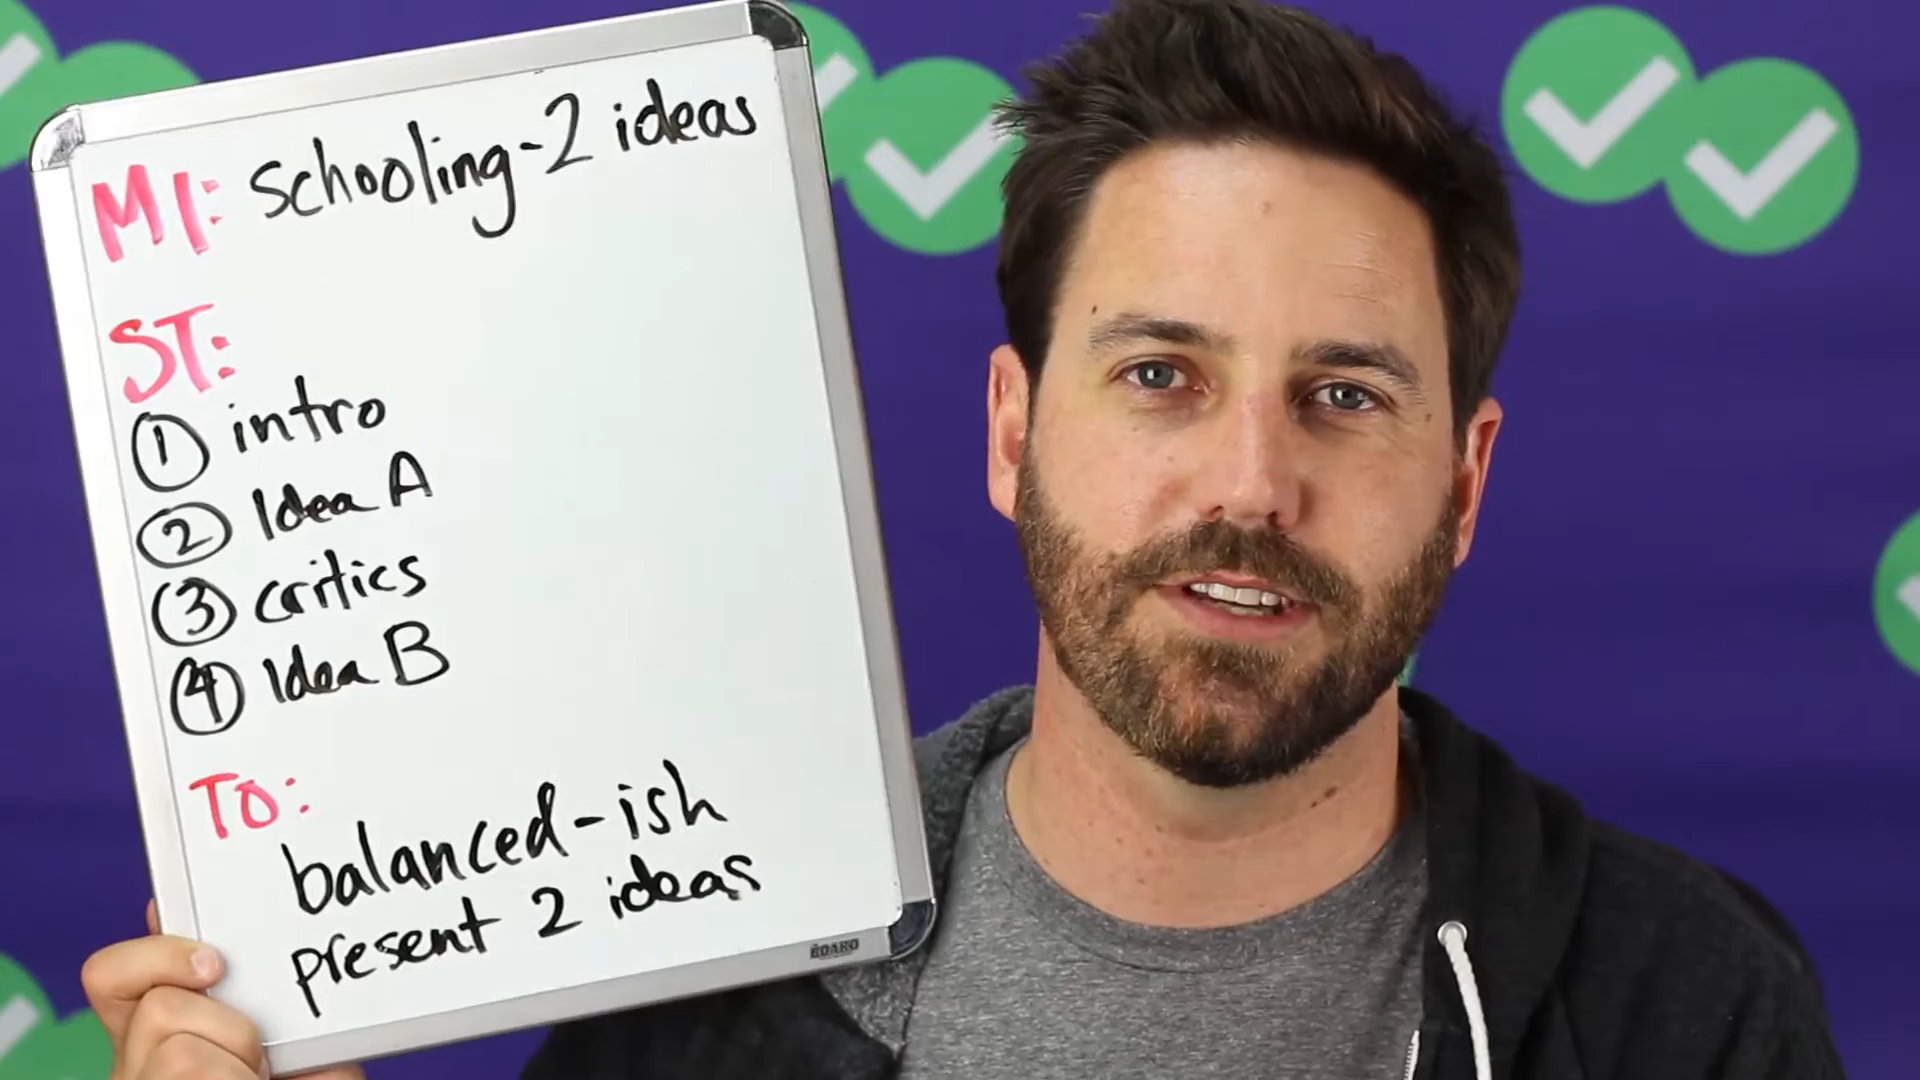 MI: Schooling-2 ideas
ST:
① intro
② Idea A
③ critics
④ Idea B
TO:
balanced-ish
present 2 ideas
BOARD